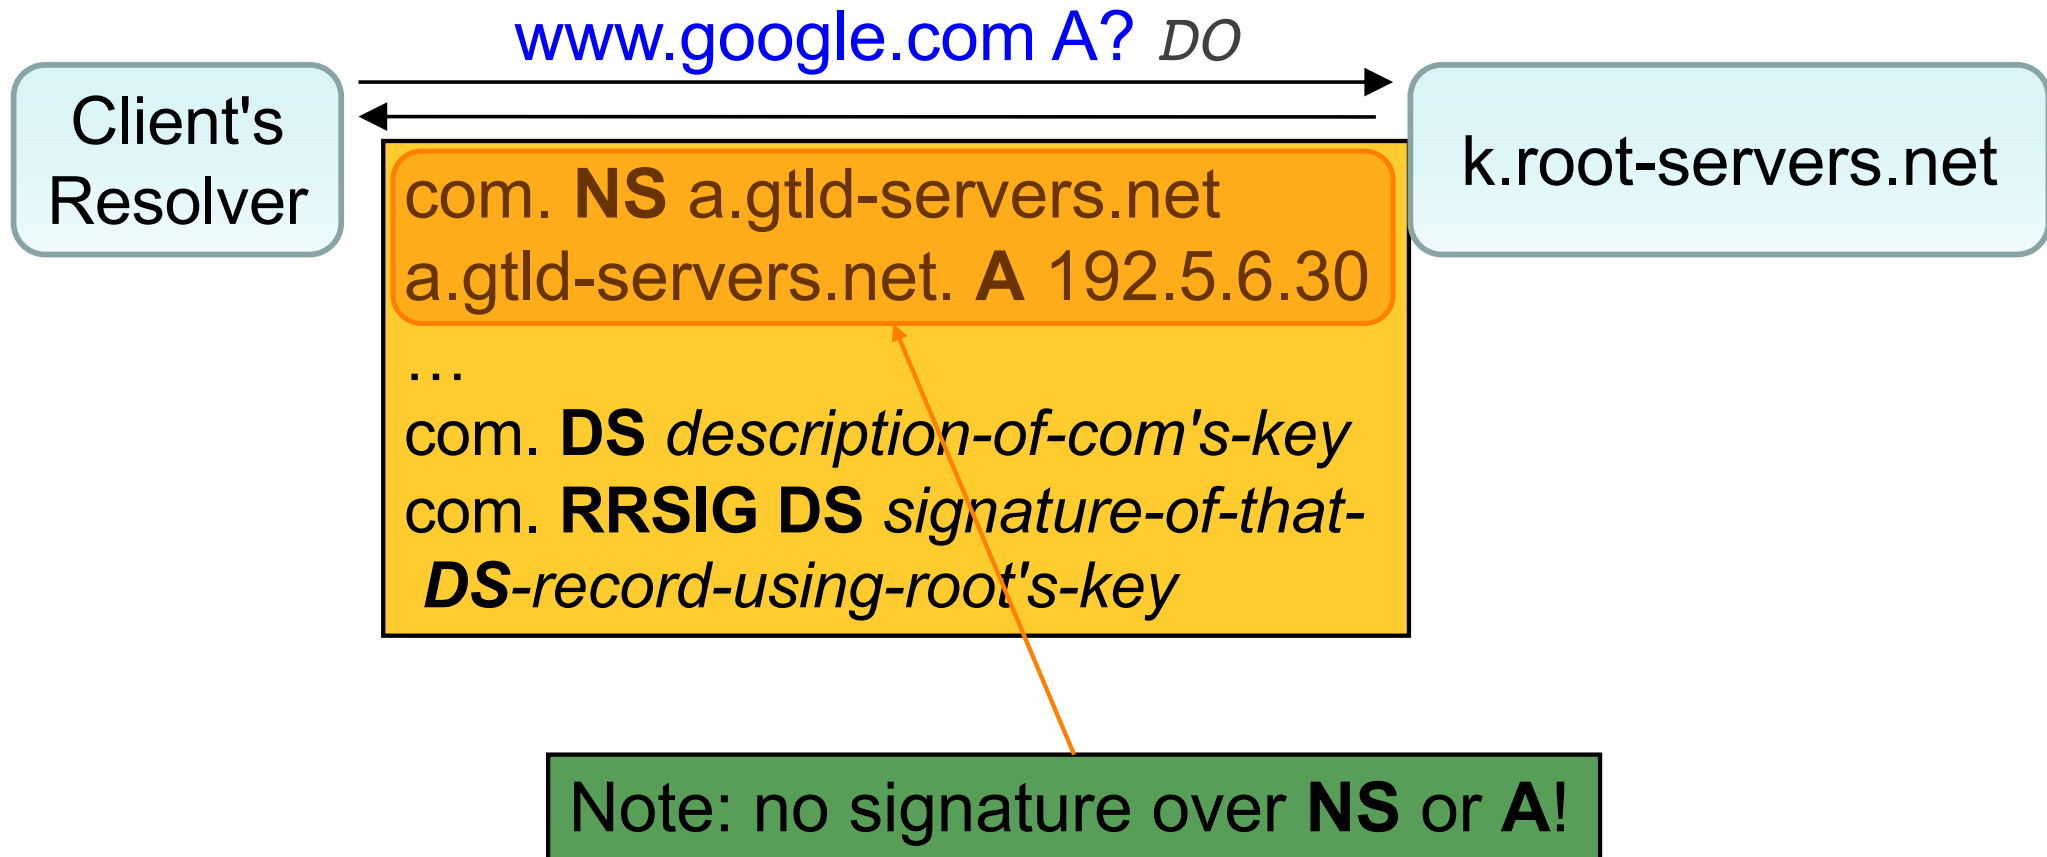 www.google.com A? DO
Client's
Resolver
k.root-servers.net
com. NS a.gtld-servers.net
a.gtld-servers.net. A 192.5.6.30
…
com. DS description-of-com's-key
com. RRSIG DS signature-of-that-
DS-record-using-root's-key
Note: no signature over NS or A!